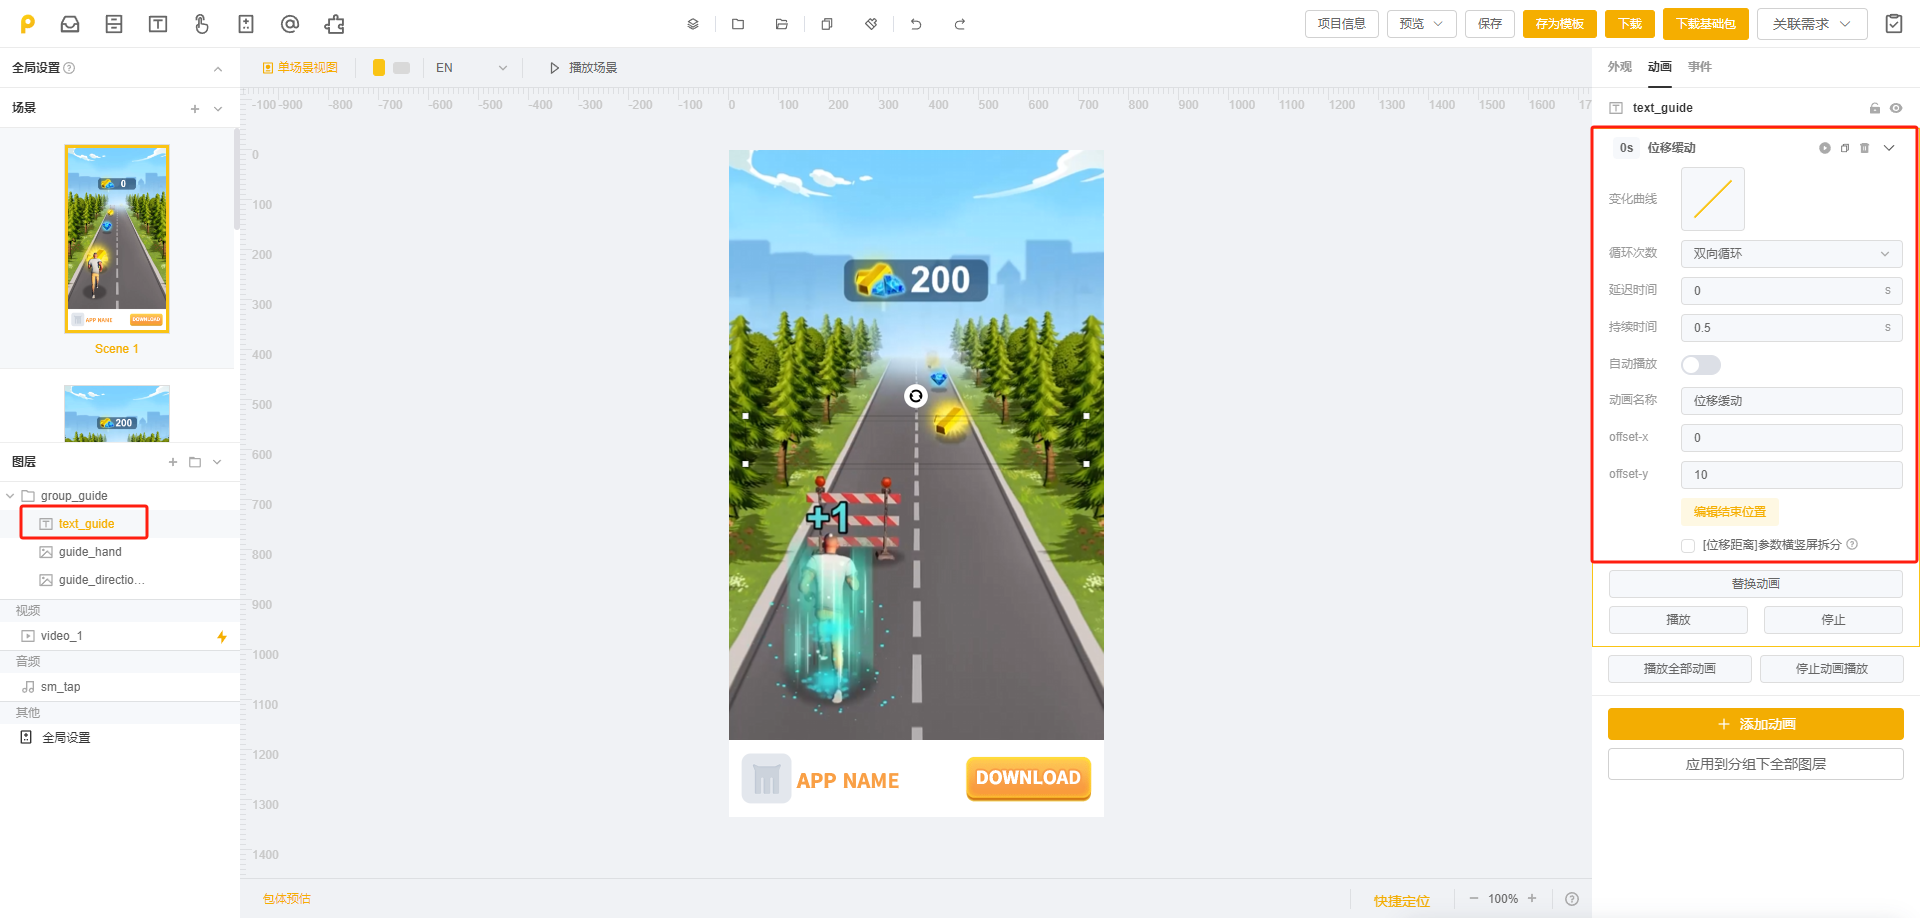 项目信息
预览
保存
存为模板
下载
下载基础包
关联需求
全局设置
单场景视图
EN
播放场景
外观
动画
事件
场景
-100 -900 -800 -700 -600 -500 -400 -300 -200 -100 0 100 200 300 400 500 600 700 800 900 1000 1100 1200 1300 1400 1500 1600 17
0
100
200
300
400
500
600
700
800
900
1000
1100
1200
1300
1400
0
APP NAME
DOWNLOAD
Scene 1
200
图层
group_guide
text_guide
guide_hand
guide_directio...
视频
video_1
音频
sm_tap
其他
全局设置
200
+1
APP NAME
DOWNLOAD
包体预估
快捷定位
100%
text_guide
0s 位移缓动
变化曲线
循环次数 双向循环
延迟时间 0 s
持续时间 0.5 s
自动播放
动画名称 位移缓动
offset-x 0
offset-y 10
编辑结束位置
[位移距离]参数横竖屏拆分
替换动画
播放 停止
播放全部动画 停止动画播放
添加动画
应用到分组下全部图层